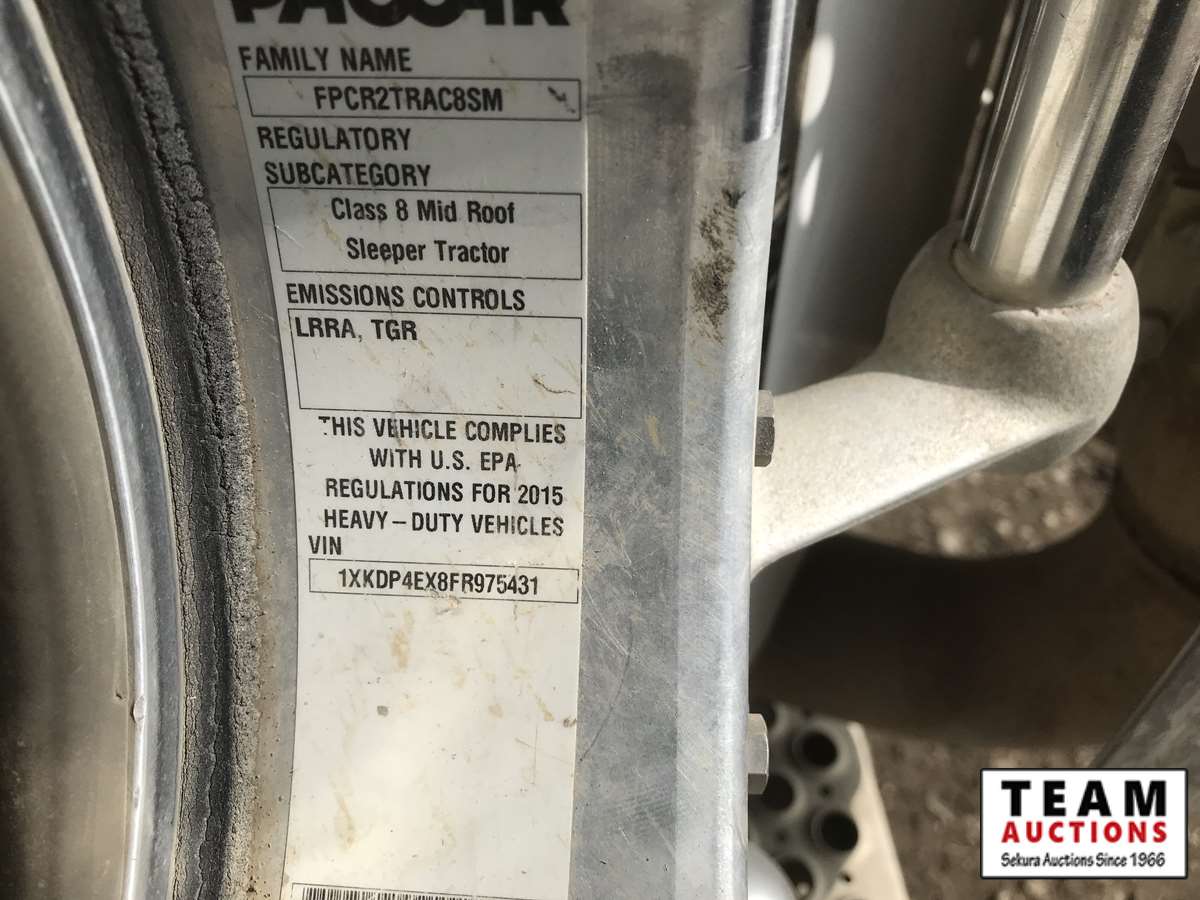 PACCAR
FAMILY NAME
FPCR2TRAC8SM
REGULATORY
SUBCATEGORY
Class 8 Mid Roof
Sleeper Tractor
EMISSIONS CONTROLS
LRRA, TGR
THIS VEHICLE COMPLIES
WITH U.S. EPA
REGULATIONS FOR 2015
HEAVY-DUTY VEHICLES
VIN
1XKDP4EX8FR975431
TEAM
AUCTIONS
Sekura Auctions Since 1966